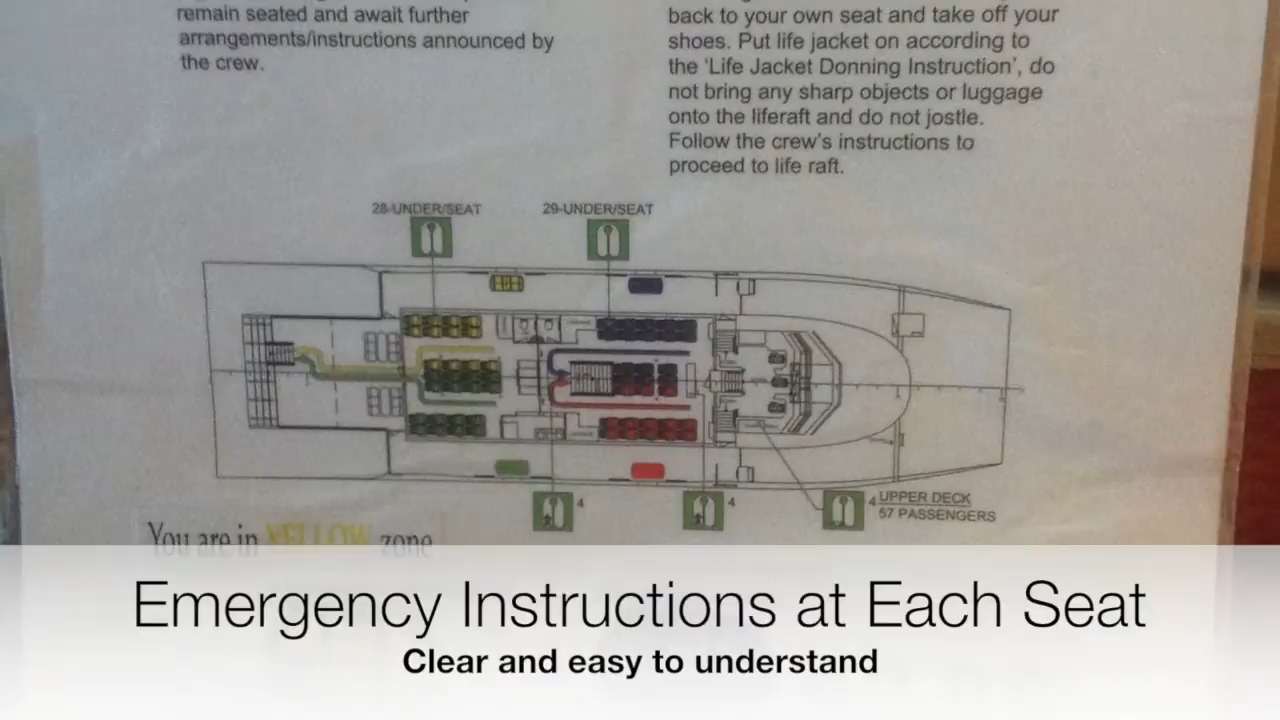 remain seated and await further
arrangements/instructions announced by
the crew.
back to your own seat and take off your
shoes. Put life jacket on according to
the ‘Life Jacket Donning Instruction’, do
not bring any sharp objects or luggage
onto the liferaft and do not jostle.
Follow the crew’s instructions to
proceed to life raft.
28-UNDER/SEAT
29-UNDER/SEAT
4
4
4
UPPER DECK
57 PASSENGERS
You are in YELLOW zone
Emergency Instructions at Each Seat
Clear and easy to understand